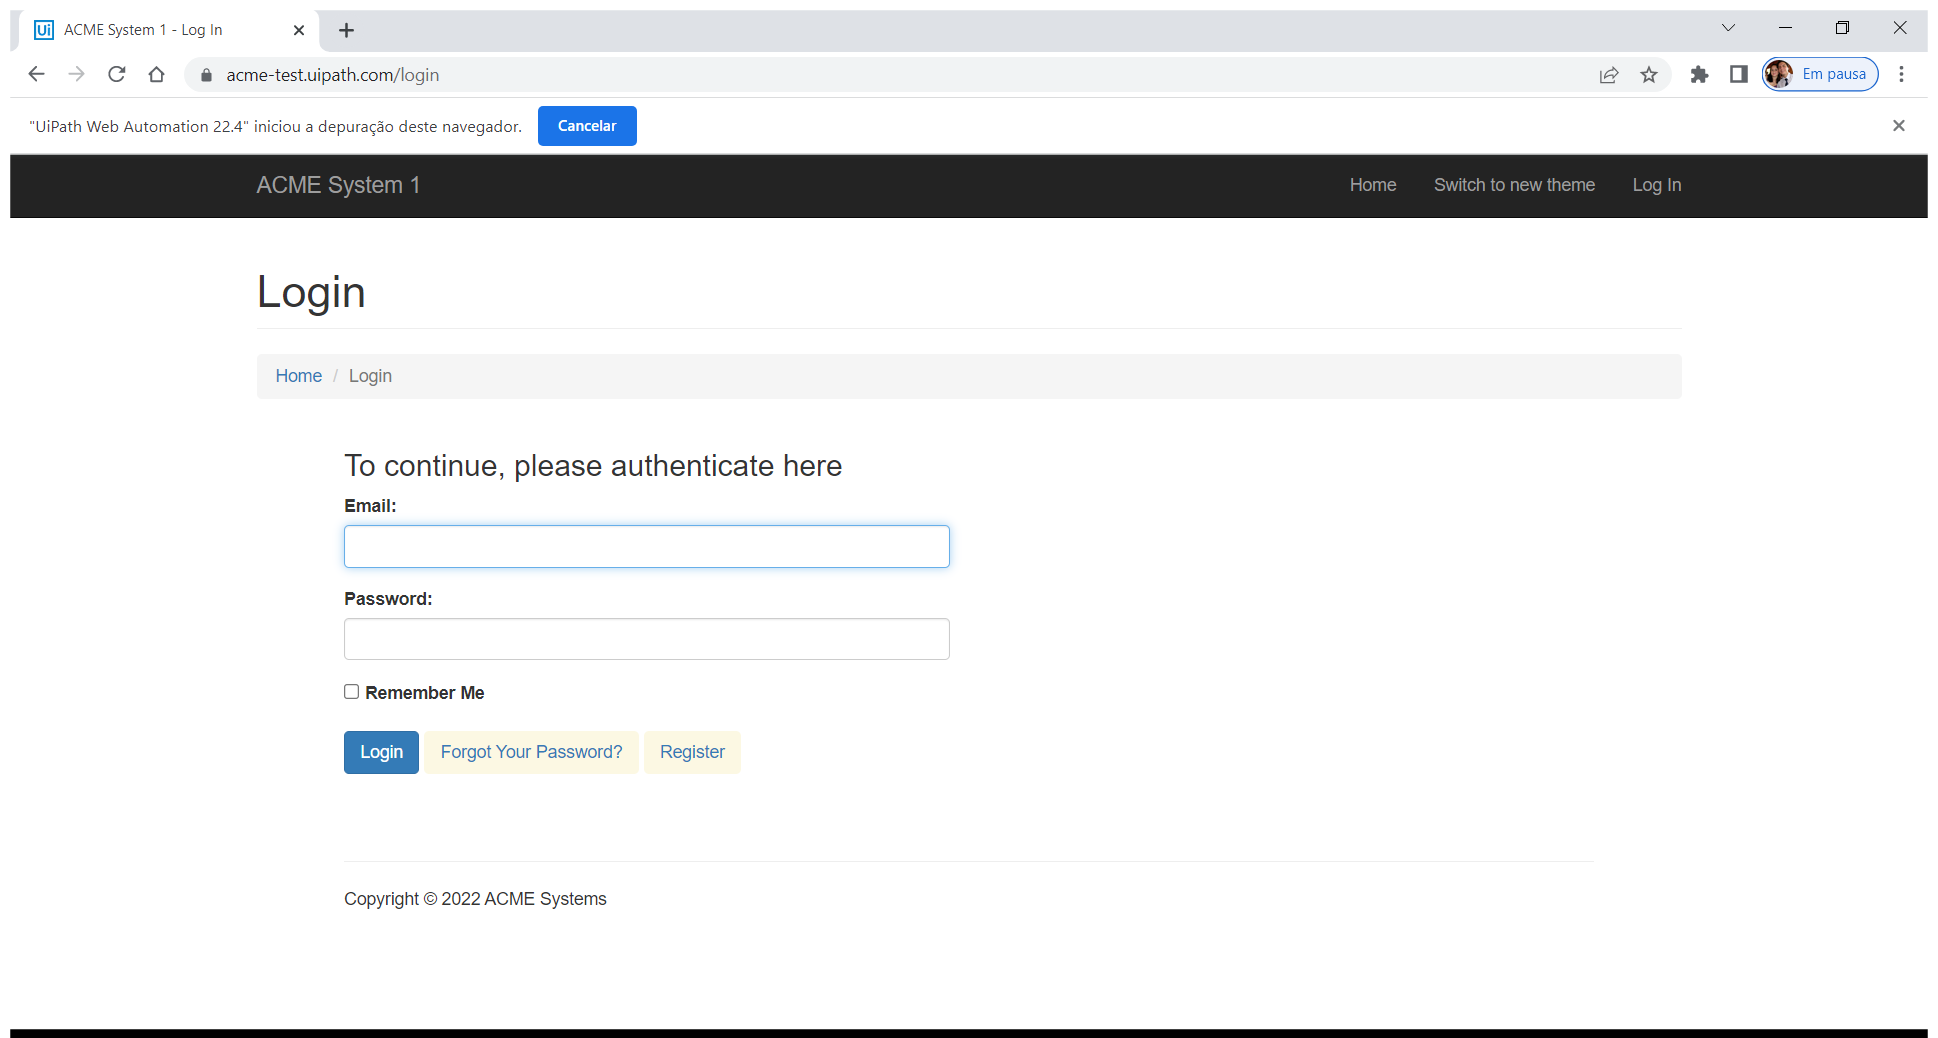 Ui ACME System 1 - Log In
acme-test.uipath.com/login
Em pausa
"UiPath Web Automation 22.4" iniciou a depuração deste navegador.
Cancelar
ACME System 1
Home
Switch to new theme
Log In
Login
Home / Login
To continue, please authenticate here
Email:
Password:
Remember Me
Login
Forgot Your Password?
Register
Copyright © 2022 ACME Systems